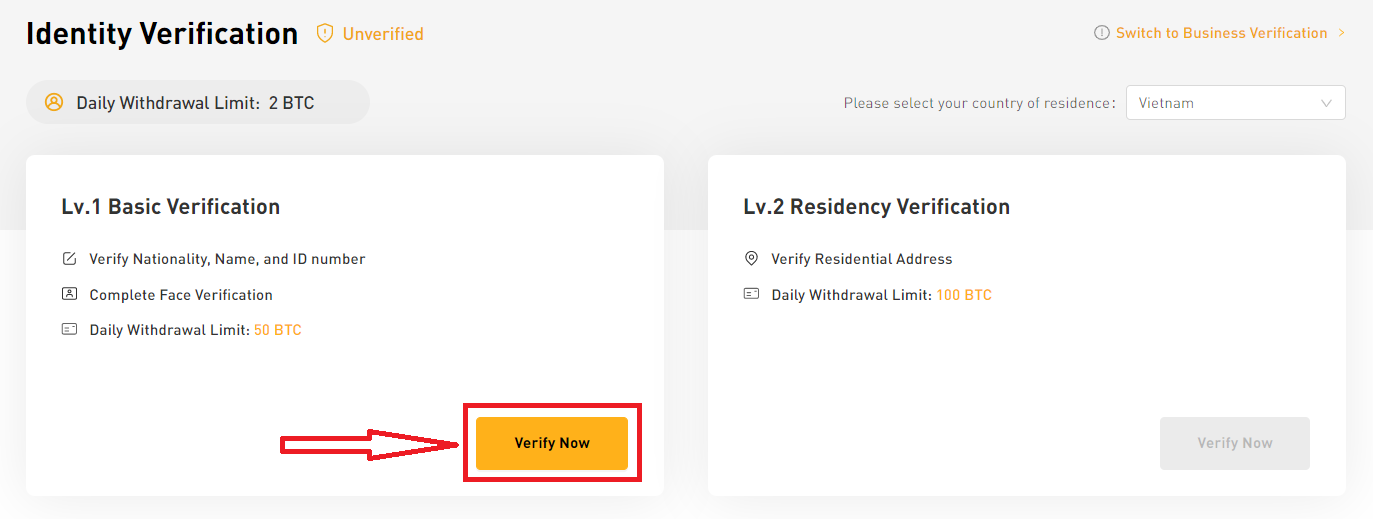 Identity Verification
Unverified
Switch to Business Verification
Daily Withdrawal Limit: 2 BTC
Please select your country of residence:
Vietnam
Lv.1 Basic Verification
Verify Nationality, Name, and ID number
Complete Face Verification
Daily Withdrawal Limit: 50 BTC
Verify Now
Lv.2 Residency Verification
Verify Residential Address
Daily Withdrawal Limit: 100 BTC
Verify Now